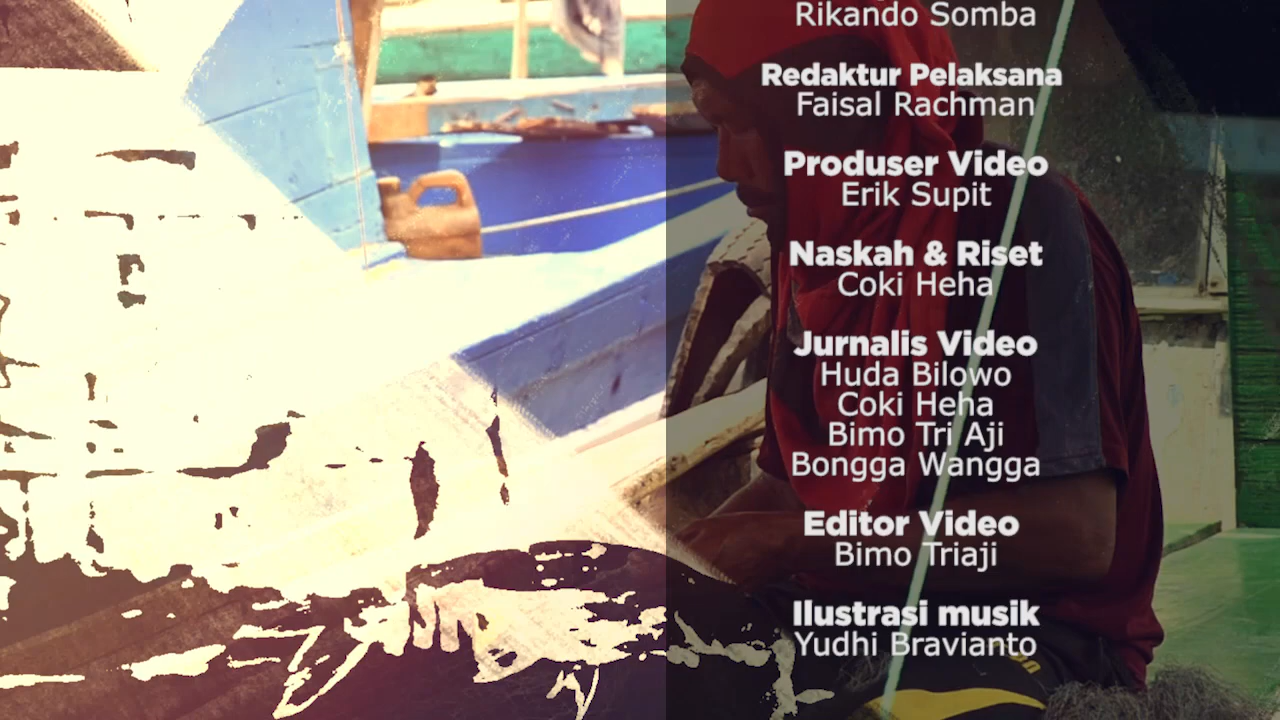 Rikando Somba
Redaktur Pelaksana
Faisal Rachman
Produser Video
Erik Supit
Naskah & Riset
Coki Heha
Jurnalis Video
Huda Bilowo
Coki Heha
Bimo Tri Aji
Bongga Wangga
Editor Video
Bimo Triaji
Ilustrasi musik
Yudhi Bravianto